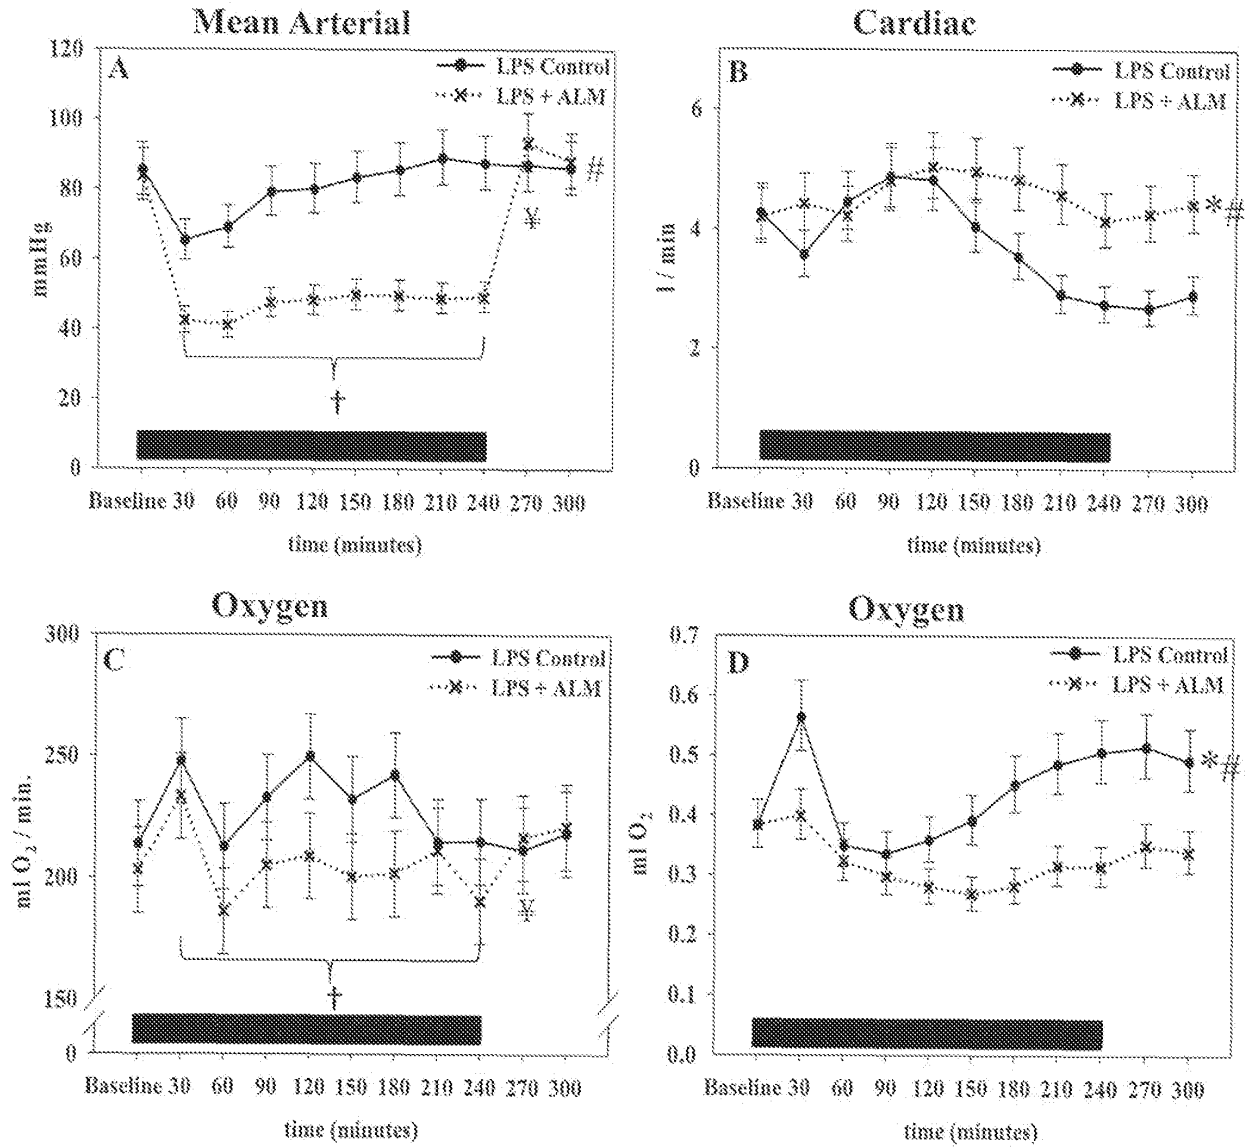 Mean Arterial
120
100
80
60
40
20
0
mmHg
A
LPS Control
LPS + ALM
#
¥
†
Baseline 30 60 90 120 150 180 210 240 270 300
time (minutes)
Cardiac
6
4
2
0
l / min
B
LPS Control
LPS + ALM
*#
Baseline 30 60 90 120 150 180 210 240 270 300
time (minutes)
Oxygen
300
250
200
150
0
ml O₂ / min.
C
LPS Control
LPS + ALM
¥
†
Baseline 30 60 90 120 150 180 210 240 270 300
time (minutes)
Oxygen
0.7
0.6
0.5
0.4
0.3
0.2
0.1
0.0
ml O₂
D
LPS Control
LPS + ALM
*#
Baseline 30 60 90 120 150 180 210 240 270 300
time (minutes)